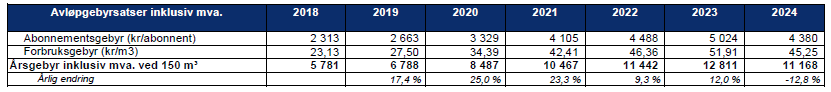 Avløpgebyrsatser inklusiv mva. 2018 2019 2020 2021 2022 2023 2024
Abonnementsgebyr (kr/abonnent) 2 313 2 663 3 329 4 105 4 488 5 024 4 380
Forbruksgebyr (kr/m3) 23,13 27,50 34,39 42,41 46,36 51,91 45,25
Årsgebyr inklusiv mva. ved 150 m³ 5 781 6 788 8 487 10 467 11 442 12 811 11 168
Årlig endring 17,4 % 25,0 % 23,3 % 9,3 % 12,0 % -12,8 %